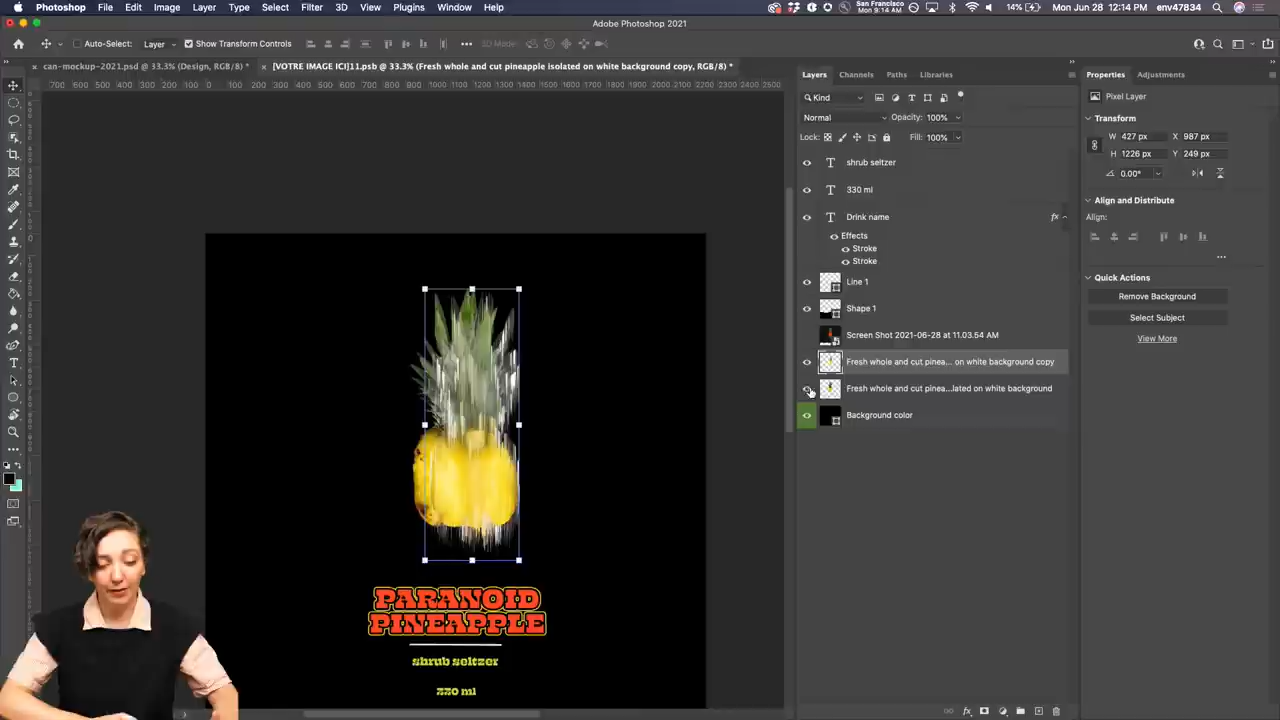 Photoshop File Edit Image Layer Type Select Filter 3D View Plugins Window Help San Francisco Mon 9:14 AM 14% Mon Jun 28 12:14 PM env47834
Adobe Photoshop 2021
Auto-Select: Layer Show Transform Controls 3D Mode:
can-mockup-2021.psd @ 33.3% (Design, RGB/8) * [VOTRE IMAGE ICI]11.psb @ 33.3% (Fresh whole and cut pineapple isolated on white background copy, RGB/8) *
Layers Channels Paths Libraries
Kind
Normal Opacity: 100%
Lock: Fill: 100%
shrub seltzer
330 ml
Drink name fx
Effects
Stroke
Stroke
Line 1
Shape 1
Screen Shot 2021-06-28 at 11.03.54 AM
Fresh whole and cut pinea... on white background copy
Fresh whole and cut pinea...lated on white background
Background color
Properties Adjustments
Pixel Layer
Transform
W 427 px X 987 px
H 1226 px Y 249 px
0.00°
Align and Distribute
Align:
Quick Actions
Remove Background
Select Subject
View More
PARANOID
PINEAPPLE
shrub seltzer
330 ml